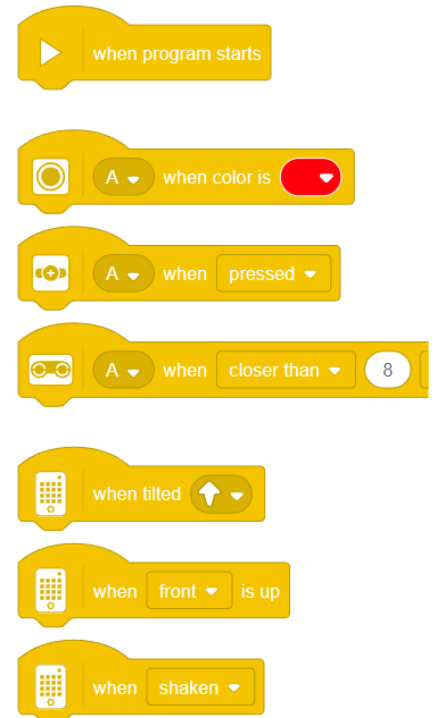 when program starts
A when color is
A when pressed
A when closer than 8
when tilted
when front is up
when shaken